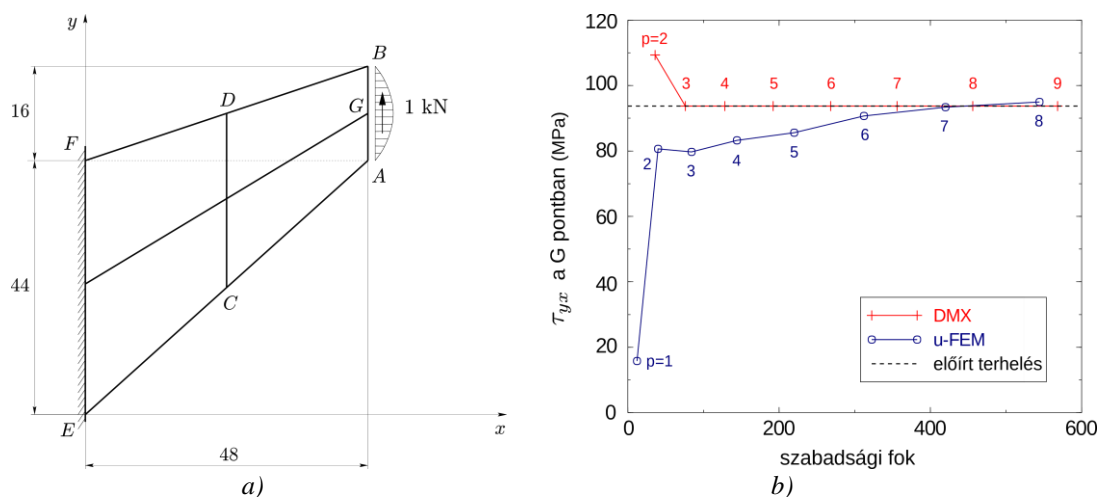 y
B
16
D
G
1 kN
F
A
44
C
E
x
48
a)
120
100
80
60
40
20
0
τyx a G pontban (MPa)
p=2
3
4
5
6
7
8
9
2
3
4
5
6
7
8
p=1
DMX
u-FEM
előírt terhelés
0
200
400
600
szabadsági fok
b)